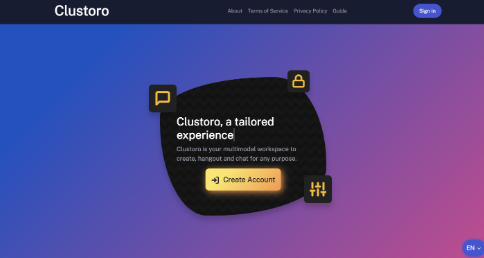 Clustoro
About Terms of Service Privacy Policy Guide
Sign in
Clustoro, a tailored
experience
Clustoro is your multimodal workspace to
create, hangout and chat for any purpose.
Create Account
EN